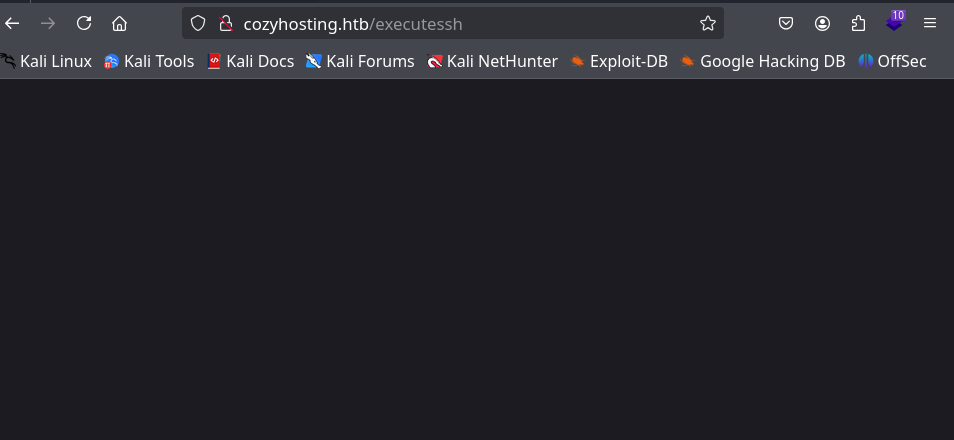 cozyhosting.htb/executessh
10
Kali Linux Kali Tools Kali Docs Kali Forums Kali NetHunter Exploit-DB Google Hacking DB OffSec